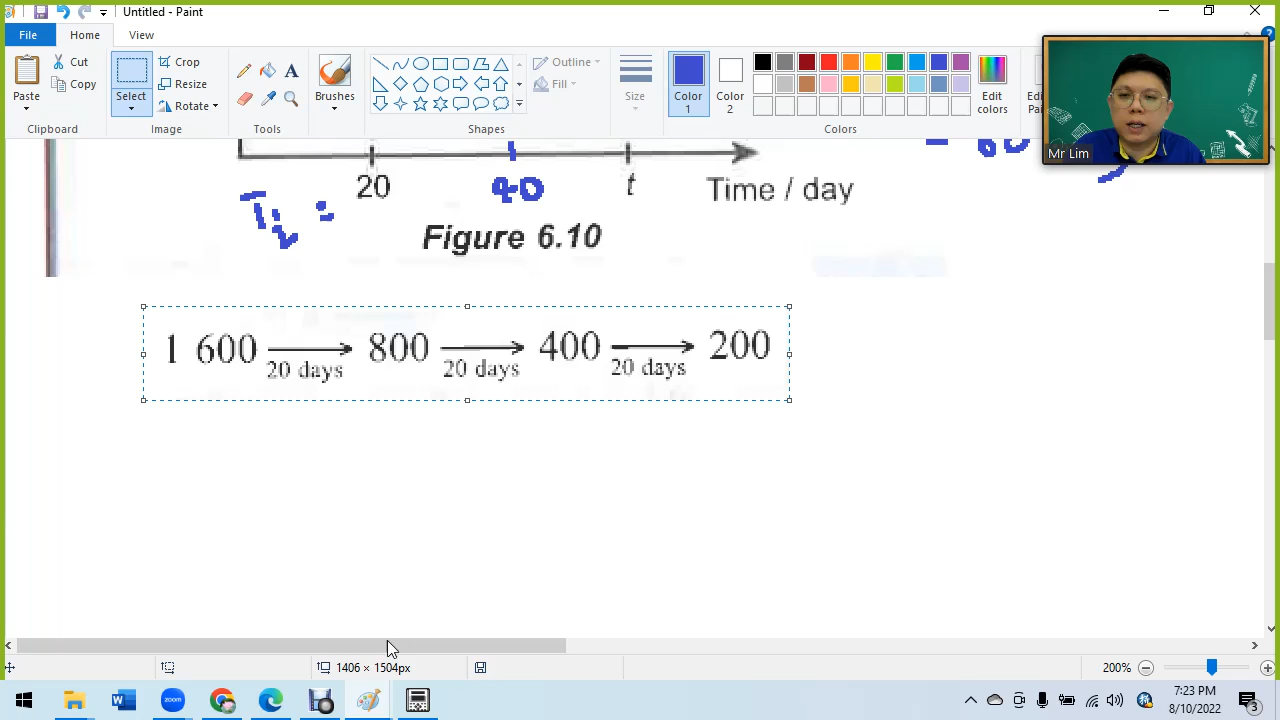 Untitled - Paint
File Home View
Paste
Cut
Copy
Clipboard
Select
Crop
Resize
Rotate
Image
Tools
Brushes
Shapes
Outline
Fill
Size
Color 1
Color 2
Edit colors
Colors
Mr Lim
20 40 t Time / day
Figure 6.10
1 600 → 800 → 400 → 200
20 days 20 days 20 days
1406 × 1504px
200%
7:23 PM
8/10/2022
3